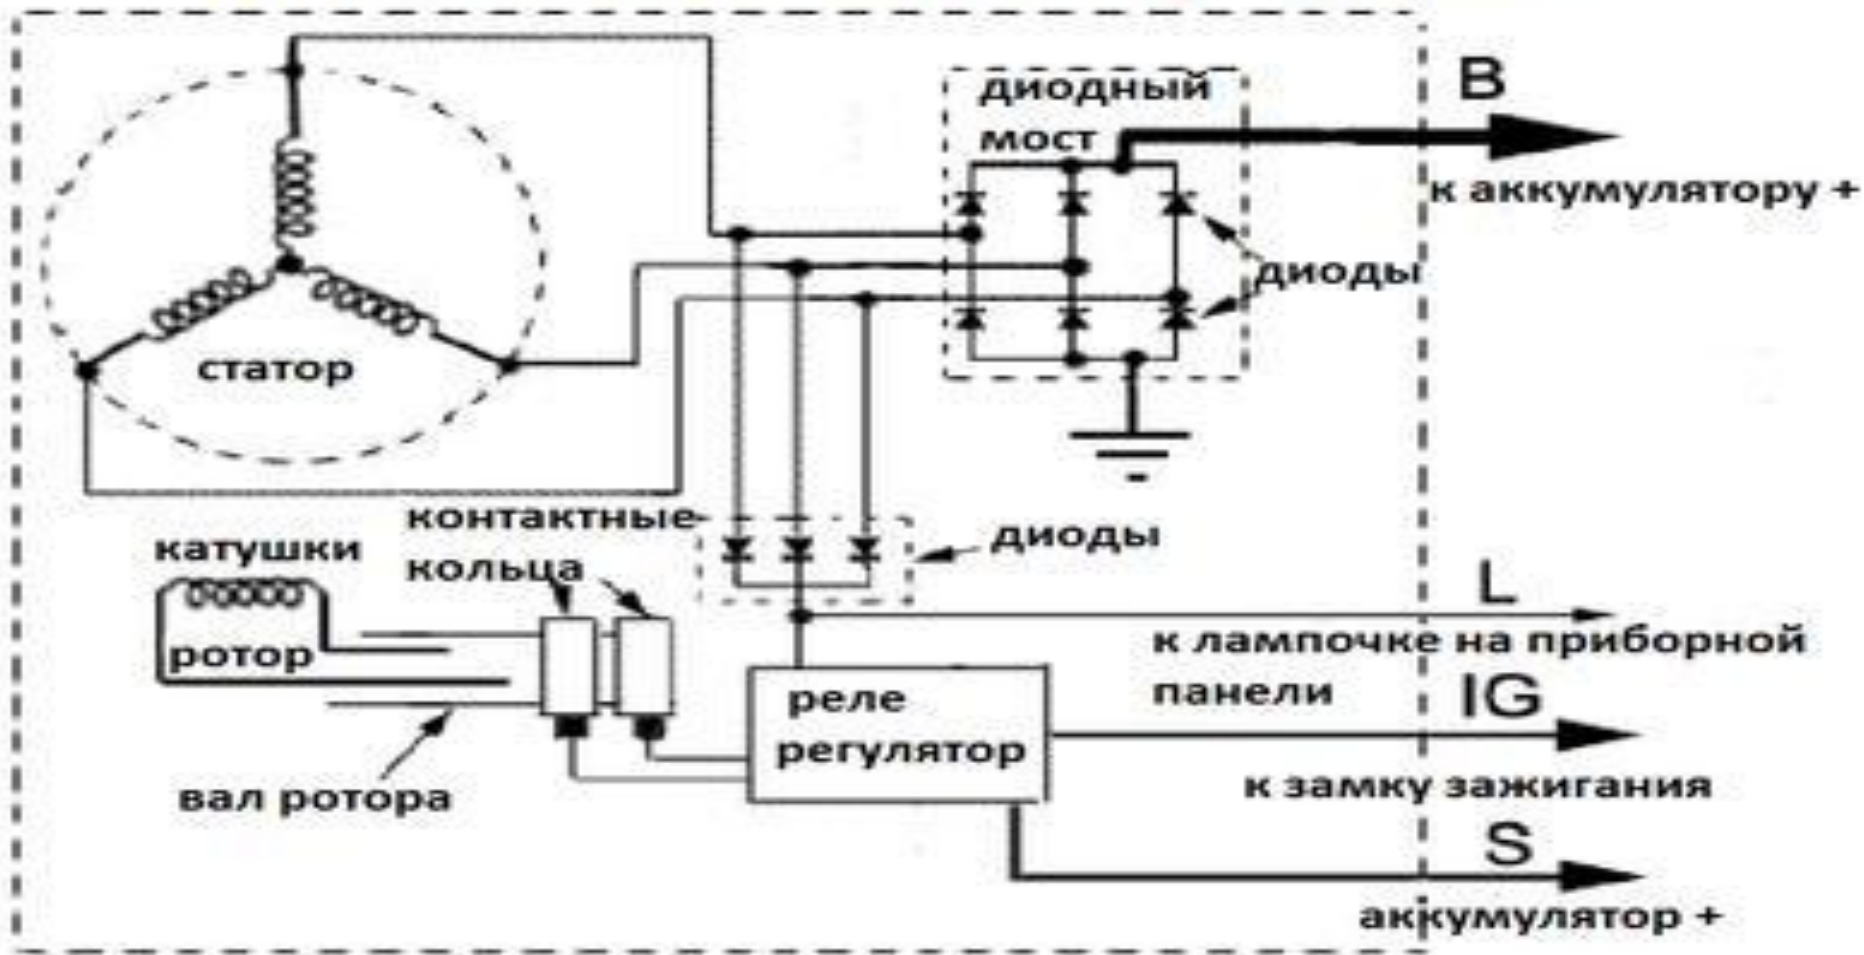 диодный
мост
B
к аккумулятору +
диоды
статор
контактные
кольца
катушки
ротор
диоды
L
к лампочке на приборной
панели
реле
регулятор
IG
к замку зажигания
вал ротора
S
аккумулятор +